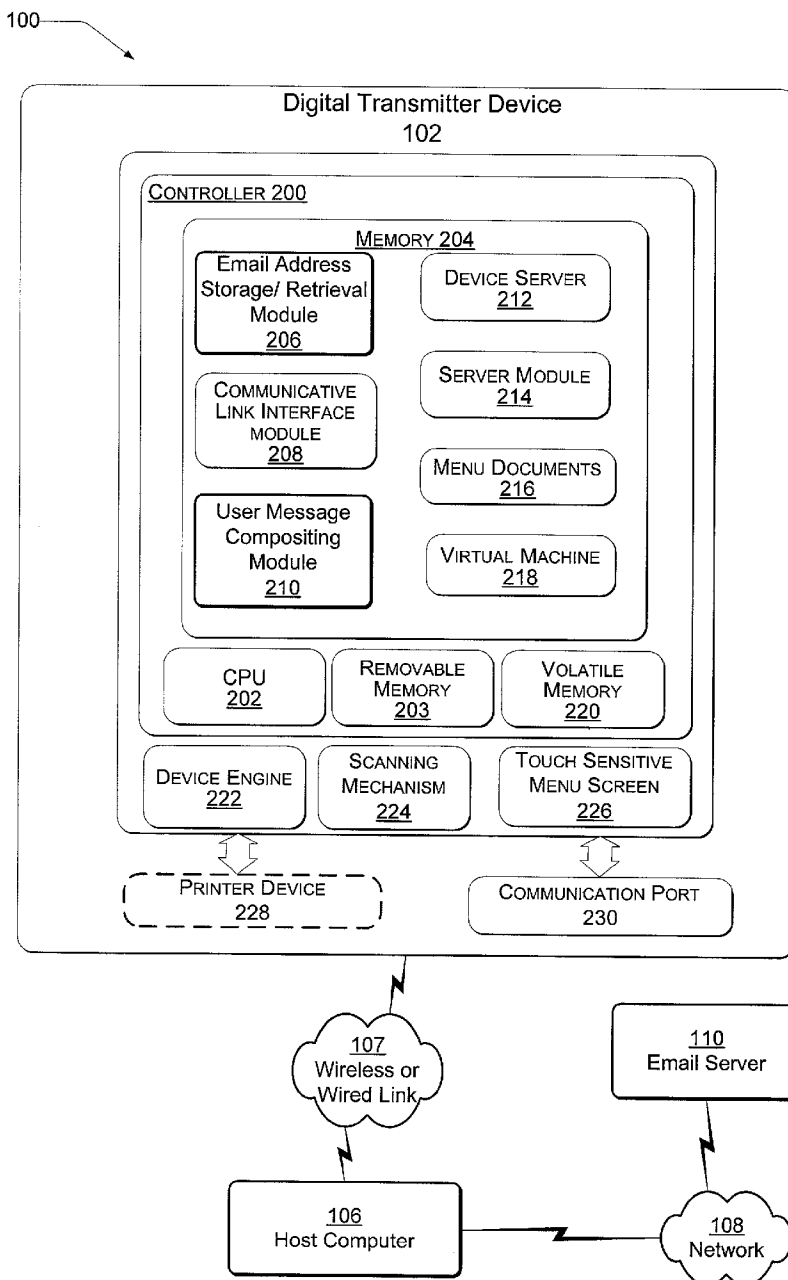 100
Digital Transmitter Device
102
CONTROLLER 200
MEMORY 204
Email Address
Storage/ Retrieval
Module
206
COMMUNICATIVE
LINK INTERFACE
MODULE
208
User Message
Compositing
Module
210
DEVICE SERVER
212
SERVER MODULE
214
MENU DOCUMENTS
216
VIRTUAL MACHINE
218
CPU
202
REMOVABLE
MEMORY
203
VOLATILE
MEMORY
220
DEVICE ENGINE
222
SCANNING
MECHANISM
224
TOUCH SENSITIVE
MENU SCREEN
226
PRINTER DEVICE
228
COMMUNICATION PORT
230
107
Wireless or
Wired Link
110
Email Server
106
Host Computer
108
Network